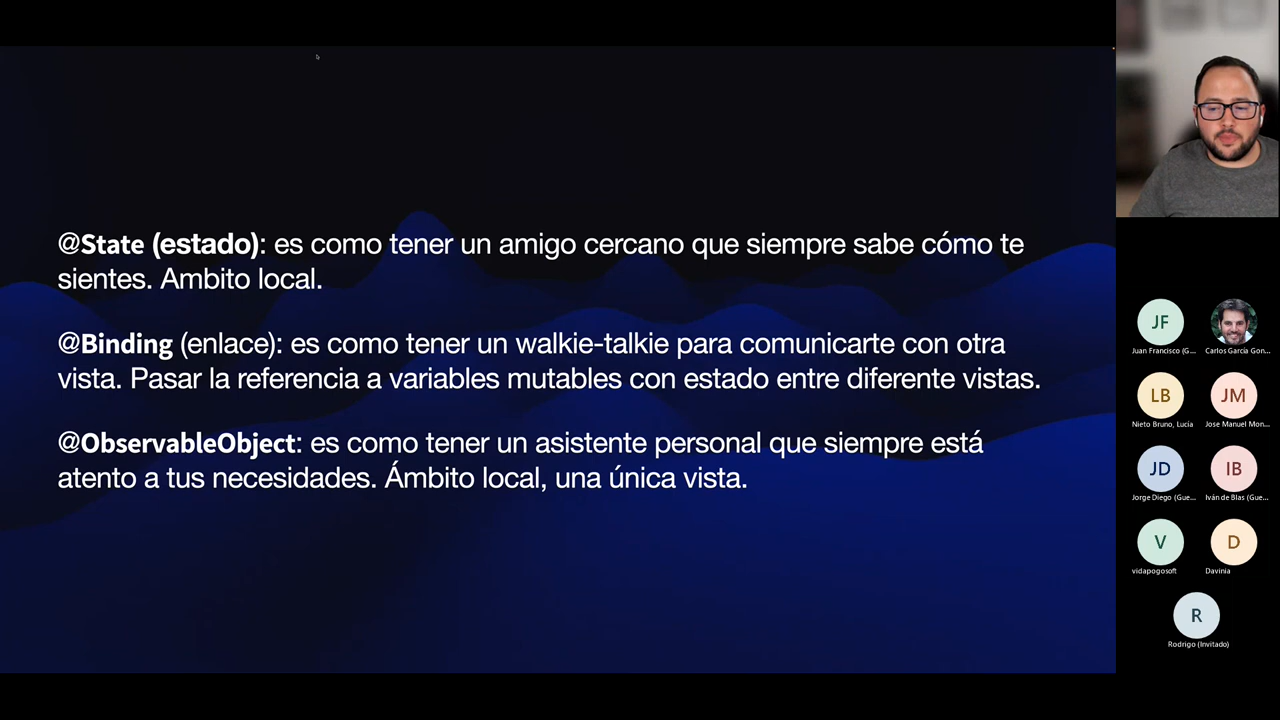 @State (estado): es como tener un amigo cercano que siempre sabe cómo te
sientes. Ambito local.
@Binding (enlace): es como tener un walkie-talkie para comunicarte con otra
vista. Pasar la referencia a variables mutables con estado entre diferente vistas.
@ObservableObject: es como tener un asistente personal que siempre está
atento a tus necesidades. Ámbito local, una única vista.
JF
Juan Francisco (G...
Carlos García Gon...
LB
Nieto Bruno, Lucía
JM
Jose Manuel Mon...
JD
Jorge Diego (Gue...
IB
Iván de Blas (Gue...
V
vidapogosoft
D
Davinia
R
Rodrigo (Invitado)